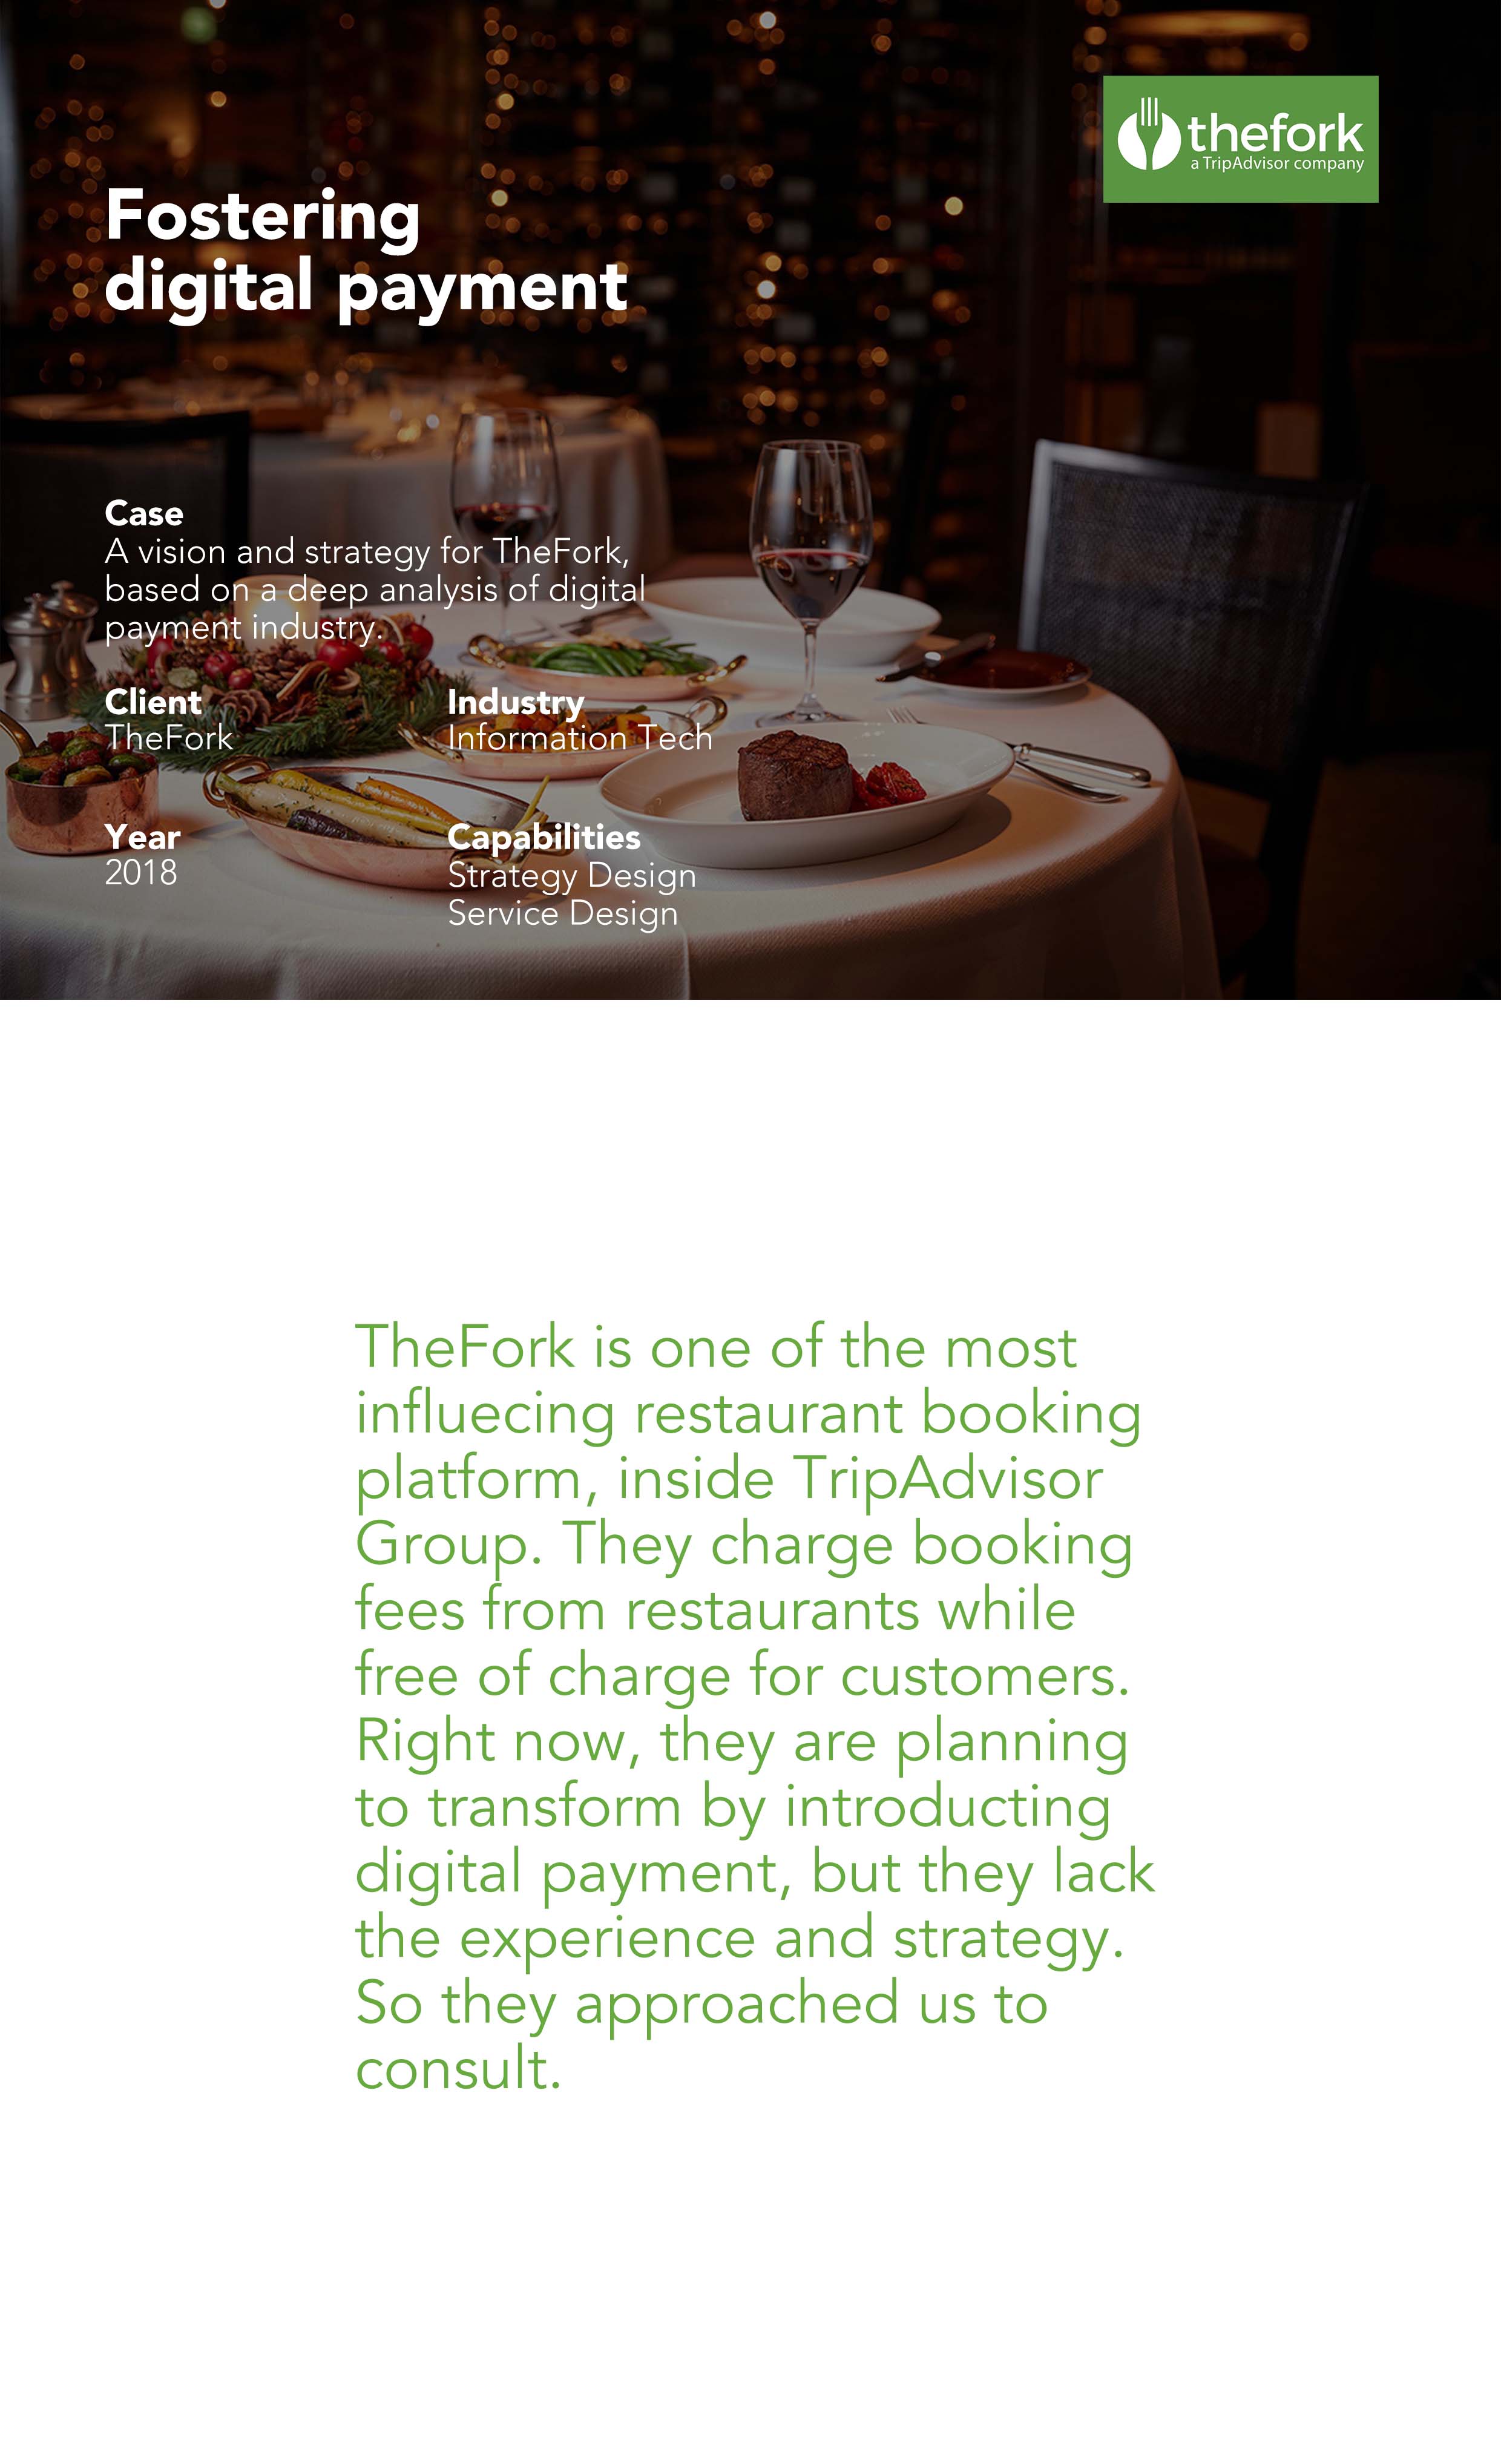 thefork
a TripAdvisor company
Fostering
digital payment
Case
A vision and strategy for TheFork,
based on a deep analysis of digital
payment industry.
Client
TheFork
Industry
Information Tech
Year
2018
Capabilities
Strategy Design
Service Design
TheFork is one of the most
influecing restaurant booking
platform, inside TripAdvisor
Group. They charge booking
fees from restaurants while
free of charge for customers.
Right now, they are planning
to transform by introducting
digital payment, but they lack
the experience and strategy.
So they approached us to
consult.